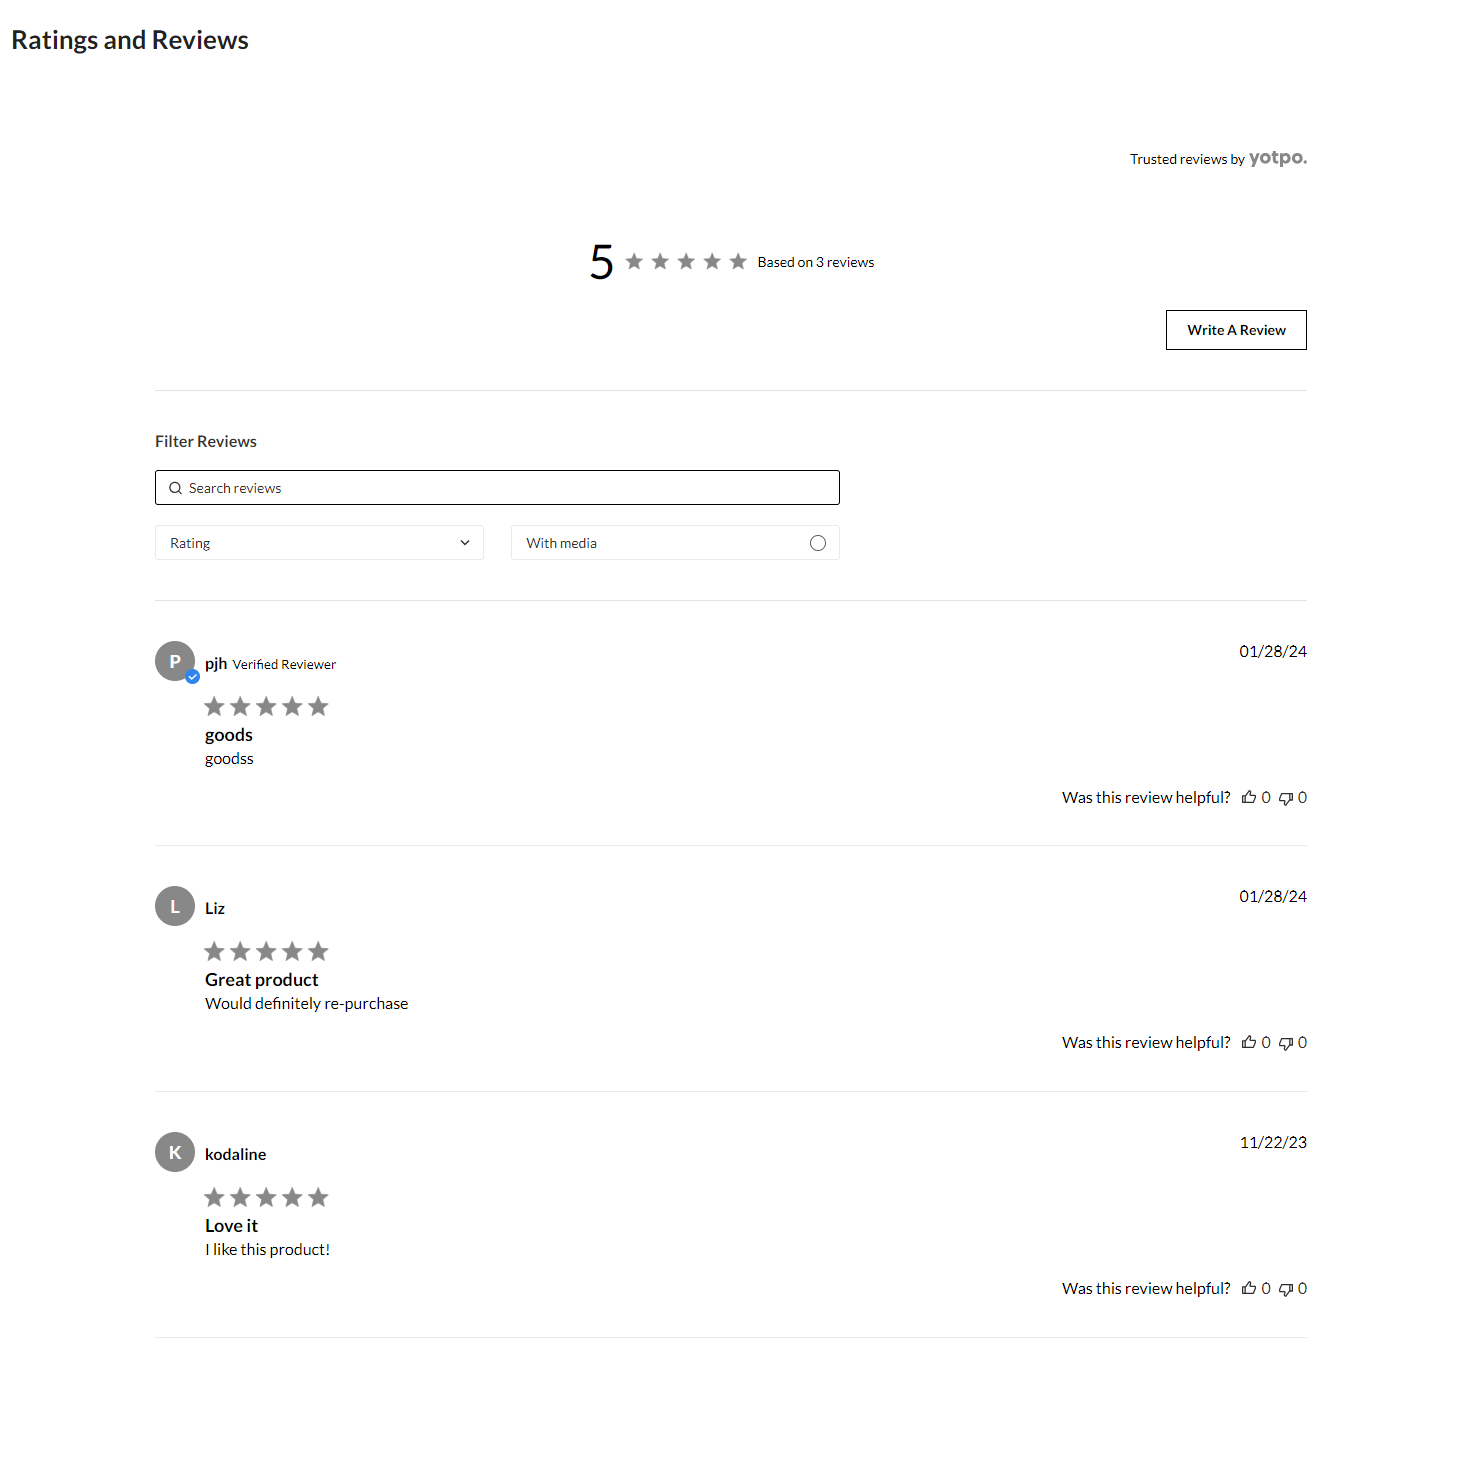 Ratings and Reviews
Trusted reviews by yotpo.
5 Based on 3 reviews
Write A Review
Filter Reviews
Search reviews
Rating
With media
P pjh Verified Reviewer
01/28/24
goods
goodss
Was this review helpful? 0 0
L Liz
01/28/24
Great product
Would definitely re-purchase
Was this review helpful? 0 0
K kodaline
11/22/23
Love it
I like this product!
Was this review helpful? 0 0